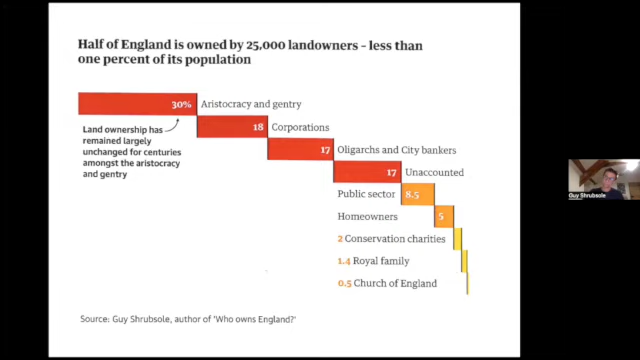 Half of England is owned by 25,000 landowners – less than
one percent of its population
30% Aristocracy and gentry
Land ownership has
remained largely
unchanged for centuries
amongst the aristocracy
and gentry
18 Corporations
17 Oligarchs and City bankers
17 Unaccounted
Public sector 8.5
Homeowners 5
2 Conservation charities
1.4 Royal family
0.5 Church of England
Source: Guy Shrubsole, author of 'Who owns England?'
Guy Shrubsole